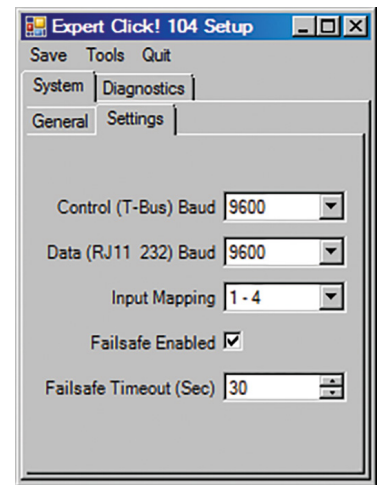 Expert Click! 104 Setup
Save Tools Quit
System Diagnostics
General Settings
Control (T-Bus) Baud 9600
Data (RJ11 232) Baud 9600
Input Mapping 1 - 4
Failsafe Enabled
Failsafe Timeout (Sec) 30